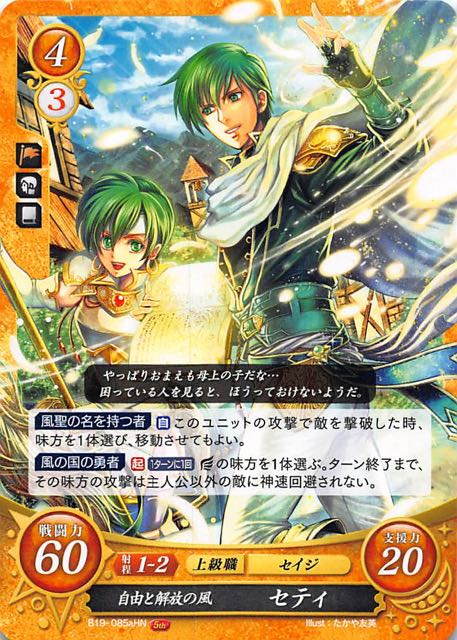 4
3
やっぱりおまえも母上の子だな…
困っている人を見ると、ほうっておけないようだ。
風聖の名を持つ者 自 このユニットの攻撃で敵を撃破した時、
味方を1体選び、移動させてもよい。
風の国の勇者 起 1ターンに1回 の味方を1体選ぶ。ターン終了まで、
その味方の攻撃は主人公以外の敵に神速回避されない。
戦闘力
60
射程 1-2 上級職 セイジ
支援力
20
自由と解放の風 セティ
B19-085aHN 5th Illust:たかや友英